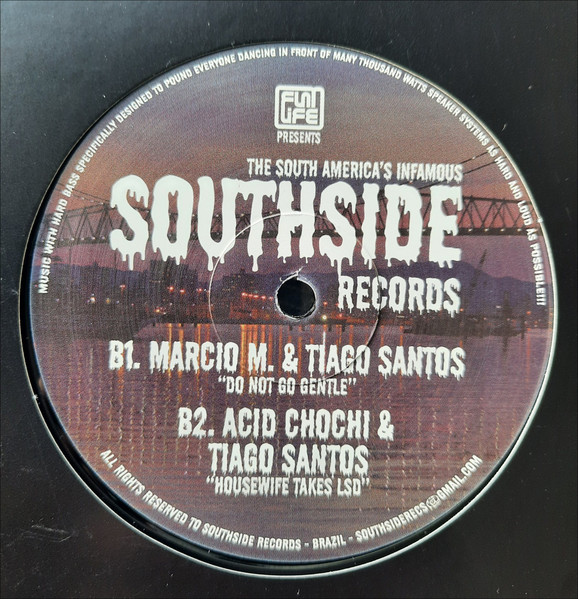 MUSIC WITH HARD BASS SPECIFICALLY DESIGNED TO POUND EVERYONE DANCING IN FRONT OF MANY THOUSAND WATTS SPEAKER SYSTEMS AS HARD AND LOUD AS POSSIBLE!!!
FLAT
LIFE
PRESENTS
THE SOUTH AMERICA'S INFAMOUS
SOUTHSIDE
RECORDS
B1. MARCIO M. & TIAGO SANTOS
"DO NOT GO GENTLE"
B2. ACID CHOCHI &
TIAGO SANTOS
"HOUSEWIFE TAKES LSD"
ALL RIGHTS RESERVED TO SOUTHSIDE RECORDS - BRAZIL - SOUTHSIDERECS@GMAIL.COM